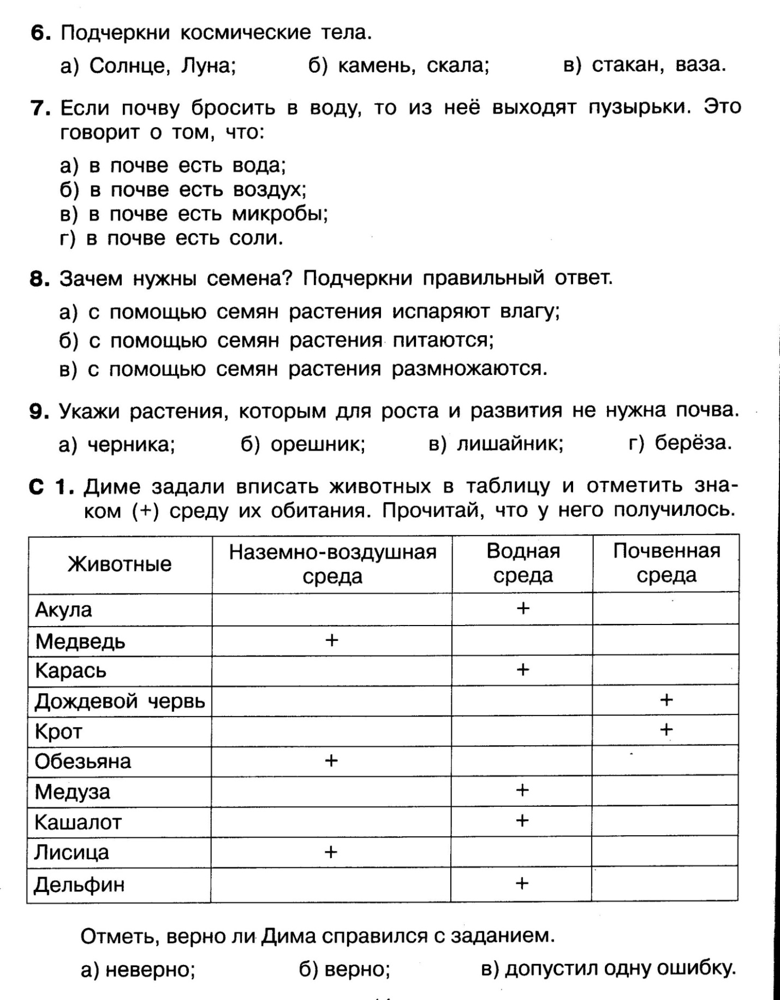 6. Подчеркни космические тела.
а) Солнце, Луна; б) камень, скала; в) стакан, ваза.
7. Если почву бросить в воду, то из неё выходят пузырьки. Это
говорит о том, что:
а) в почве есть вода;
б) в почве есть воздух;
в) в почве есть микробы;
г) в почве есть соли.
8. Зачем нужны семена? Подчеркни правильный ответ.
а) с помощью семян растения испаряют влагу;
б) с помощью семян растения питаются;
в) с помощью семян растения размножаются.
9. Укажи растения, которым для роста и развития не нужна почва.
а) черника; б) орешник; в) лишайник; г) берёза.
С 1. Диме задали вписать животных в таблицу и отметить зна-
ком (+) среду их обитания. Прочитай, что у него получилось.
Животные Наземно-воздушная среда Водная среда Почвенная среда
Акула +
Медведь +
Карась +
Дождевой червь +
Крот +
Обезьяна +
Медуза +
Кашалот +
Лисица +
Дельфин +
Отметь, верно ли Дима справился с заданием.
а) неверно; б) верно; в) допустил одну ошибку.